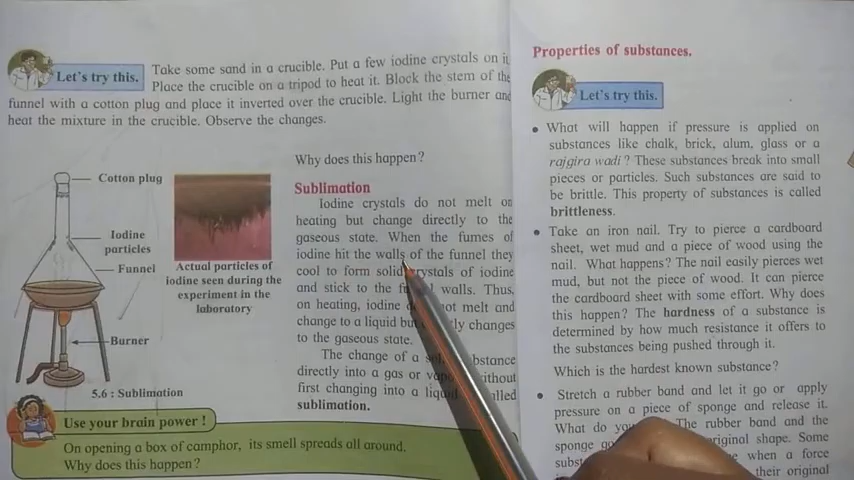 Let's try this.
Take some sand in a crucible. Put a few iodine crystals on it
Place the crucible on a tripod to heat it. Block the stem of the
funnel with a cotton plug and place it inverted over the crucible. Light the burner and
heat the mixture in the crucible. Observe the changes.
Cotton plug
Iodine
particles
Funnel
Burner
5.6 : Sublimation
Actual particles of
iodine seen during the
experiment in the
laboratory
Why does this happen?
Sublimation
Iodine crystals do not melt on
heating but change directly to the
gaseous state. When the fumes of
iodine hit the walls of the funnel they
cool to form solid crystals of iodine
and stick to the walls. Thus,
on heating, iodine not melt and
change to a liquid changes
to the gaseous state.
The change of a
directly into a gas or
first changing into a
sublimation.
Use your brain power !
On opening a box of camphor, its smell spreads all around.
Why does this happen?
Properties of substances.
Let's try this.
• What will happen if pressure is applied on
substances like chalk, brick, alum, glass or a
rajgira wadi ? These substances break into small
pieces or particles. Such substances are said to
be brittle. This property of substances is called
brittleness.
• Take an iron nail. Try to pierce a cardboard
sheet, wet mud and a piece of wood using the
nail. What happens? The nail easily pierces wet
mud, but not the piece of wood. It can pierce
the cardboard sheet with some effort. Why does
this happen? The hardness of a substance is
determined by how much resistance it offers to
the substances being pushed through it.
Which is the hardest known substance?
• Stretch a rubber band and let it go or apply
pressure on a piece of sponge and release it.
What do The rubber band and the
sponge original shape. Some
when a force
their original